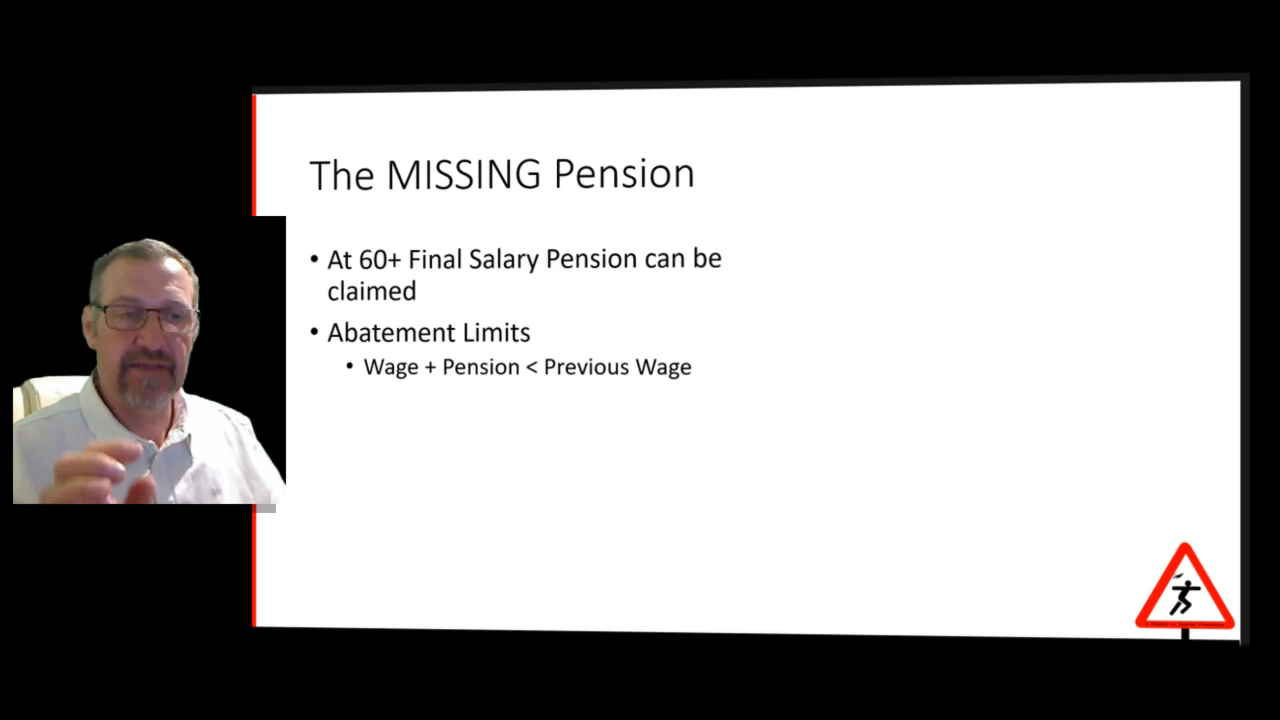 The MISSING Pension
• At 60+ Final Salary Pension can be
claimed
• Abatement Limits
• Wage + Pension < Previous Wage